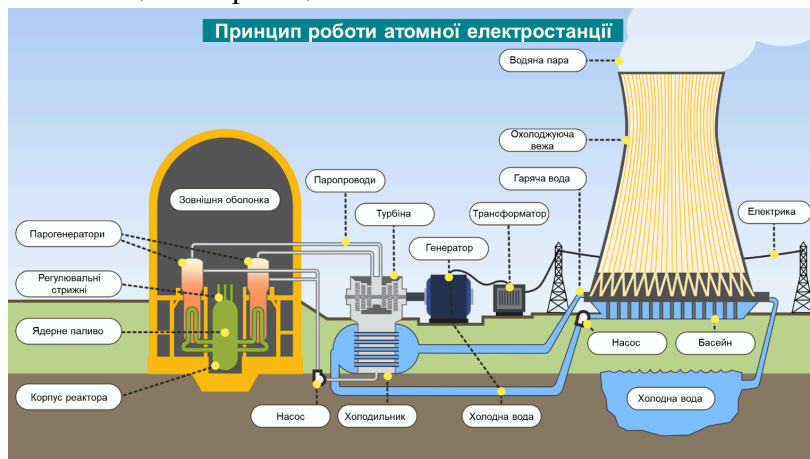 Принцип роботи атомної електростанції
Водяна пара
Охолоджуюча
вежа
Паропроводи
Гаряча вода
Зовнішня оболонка
Турбіна
Трансформатор
Електрика
Парогенератори
Генератор
Регулювальні
стрижні
Ядерне паливо
Насос
Басейн
Корпус реактора
Насос
Холодильник
Холодна вода
Холодна вода